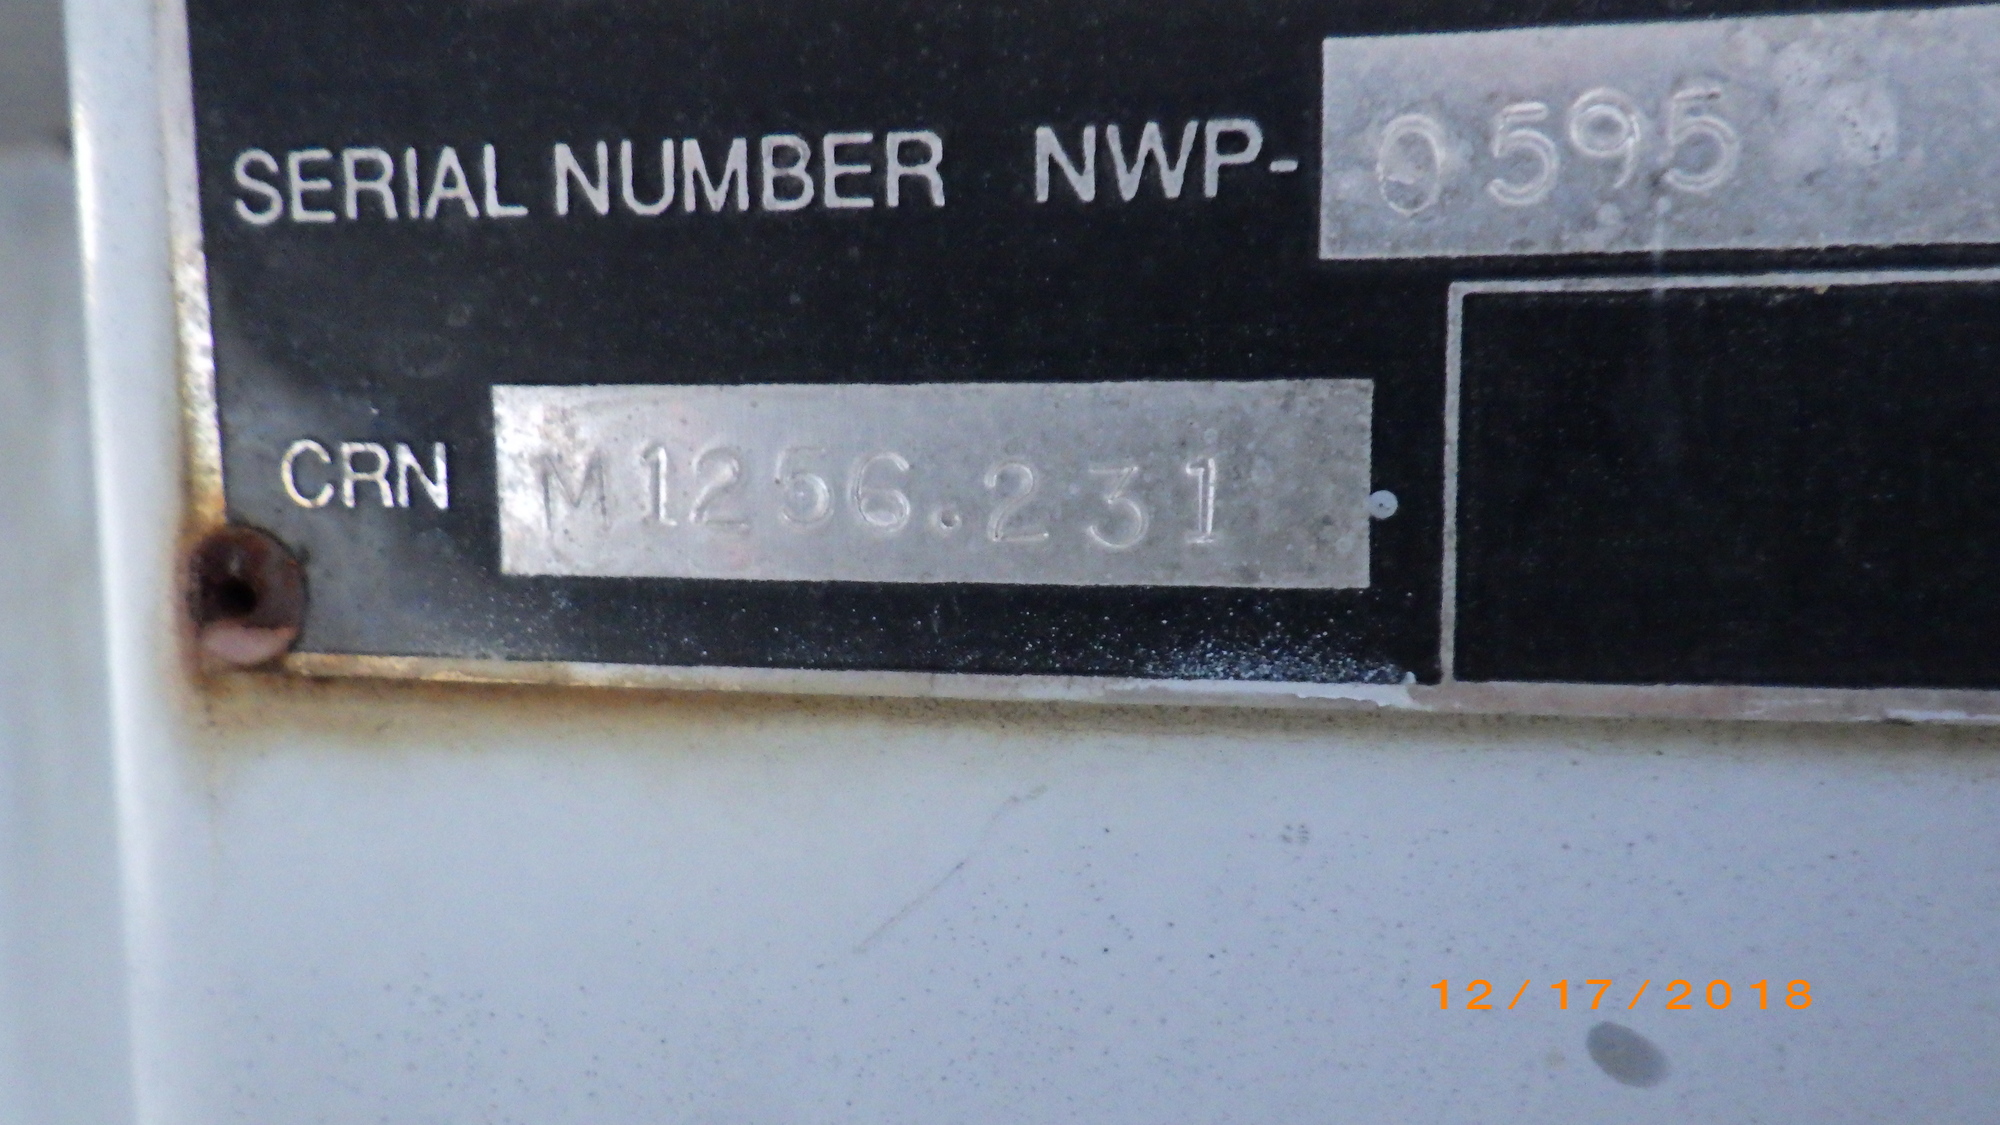 SERIAL NUMBER NWP-0595
CRN M1256.231
12/17/2018